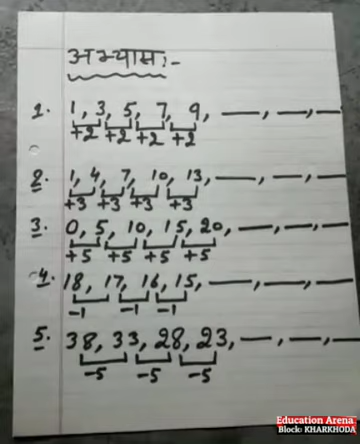 अभ्यासः-
1. 1, 3, 5, 7, 9, —, —, —
+2 +2 +2 +2
2. 1, 4, 7, 10, 13, —, —, —
+3 +3 +3 +3
3. 0, 5, 10, 15, 20, —, —, —
+5 +5 +5 +5
4. 18, 17, 16, 15, —, —, —
-1 -1 -1
5. 38, 33, 28, 23, —, —, —
-5 -5 -5
Education Arena
Block: KHARKHODA